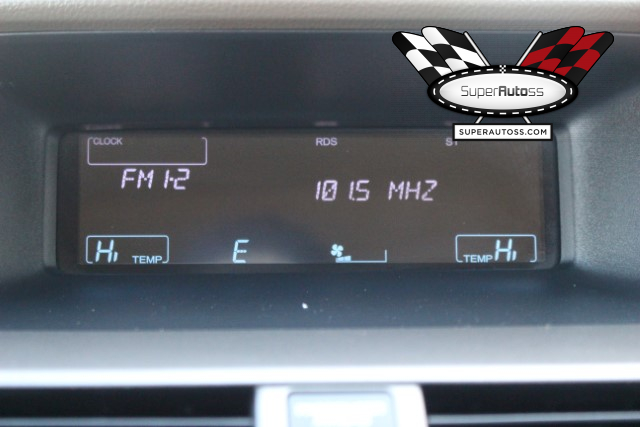 SuperAutoss
SUPERAUTOSS.COM
CLOCK RDS ST
FM 1-2 101.5 MHZ
Hi TEMP E TEMP Hi